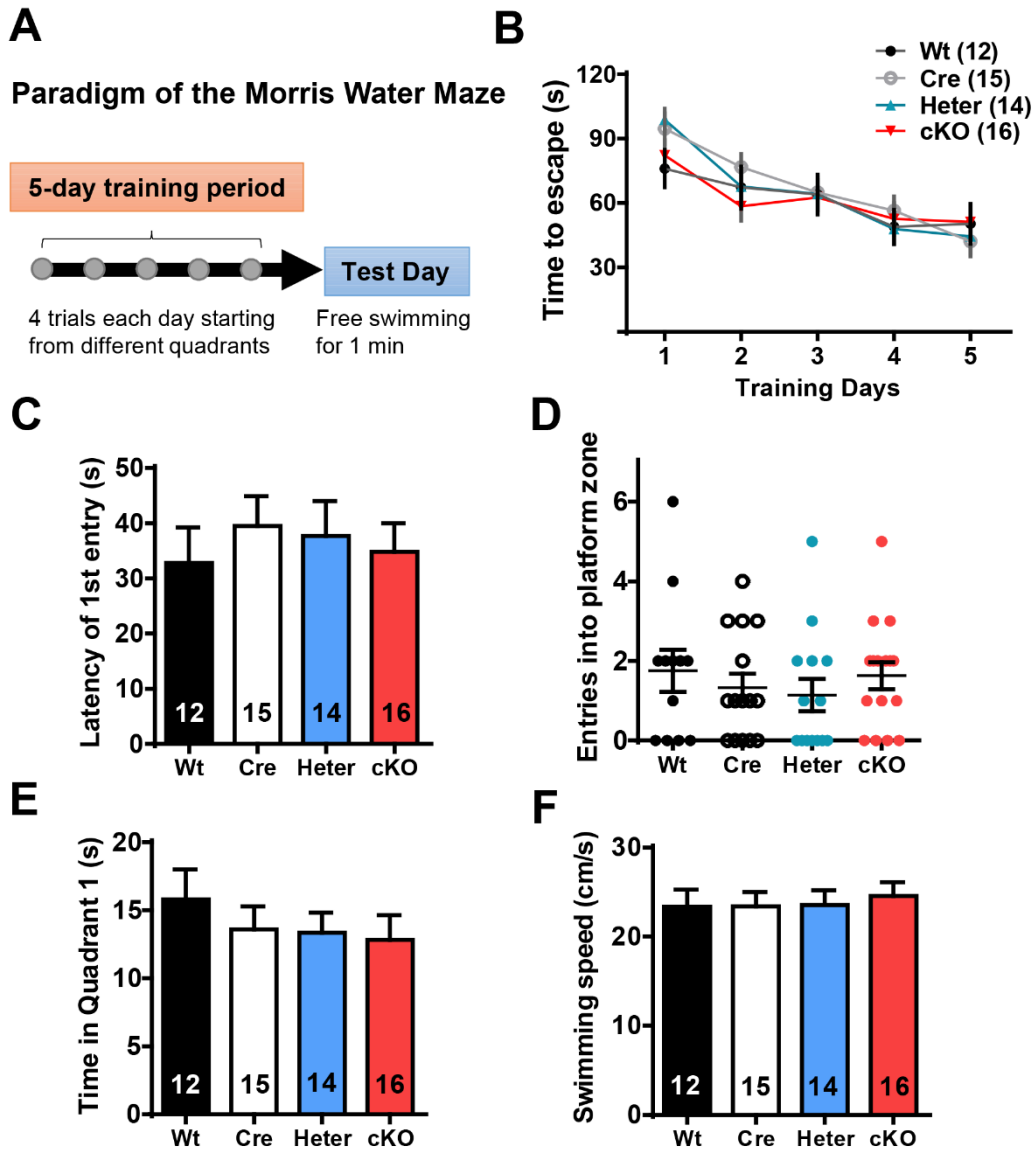 A
Paradigm of the Morris Water Maze
5-day training period
Test Day
4 trials each day starting
from different quadrants
Free swimming
for 1 min
B
Wt (12)
Cre (15)
Heter (14)
cKO (16)
Time to escape (s)
120
90
60
30
1 2 3 4 5
Training Days
C
Latency of 1st entry (s)
50
40
30
20
10
0
12 15 14 16
Wt Cre Heter cKO
D
Entries into platform zone
6
4
2
0
Wt Cre Heter cKO
E
Time in Quadrant 1 (s)
20
15
10
5
0
12 15 14 16
Wt Cre Heter cKO
F
Swimming speed (cm/s)
30
20
10
0
12 15 14 16
Wt Cre Heter cKO